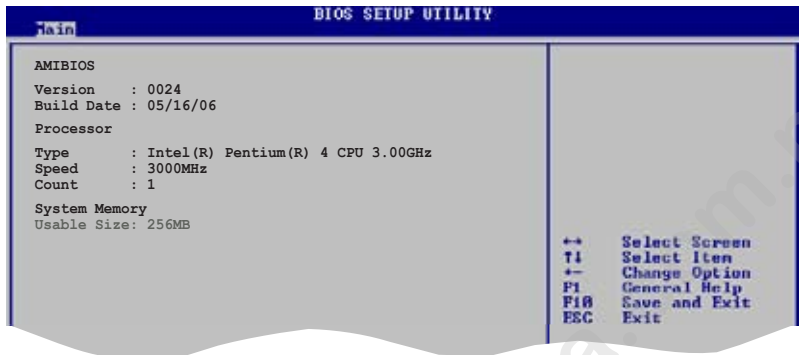 BIOS SETUP UTILITY
Main
AMIBIOS
Version : 0024
Build Date : 05/16/06
Processor
Type : Intel(R) Pentium(R) 4 CPU 3.00GHz
Speed : 3000MHz
Count : 1
System Memory
Usable Size: 256MB
←→ Select Screen
↑↓ Select Item
+- Change Option
F1 General Help
F10 Save and Exit
ESC Exit